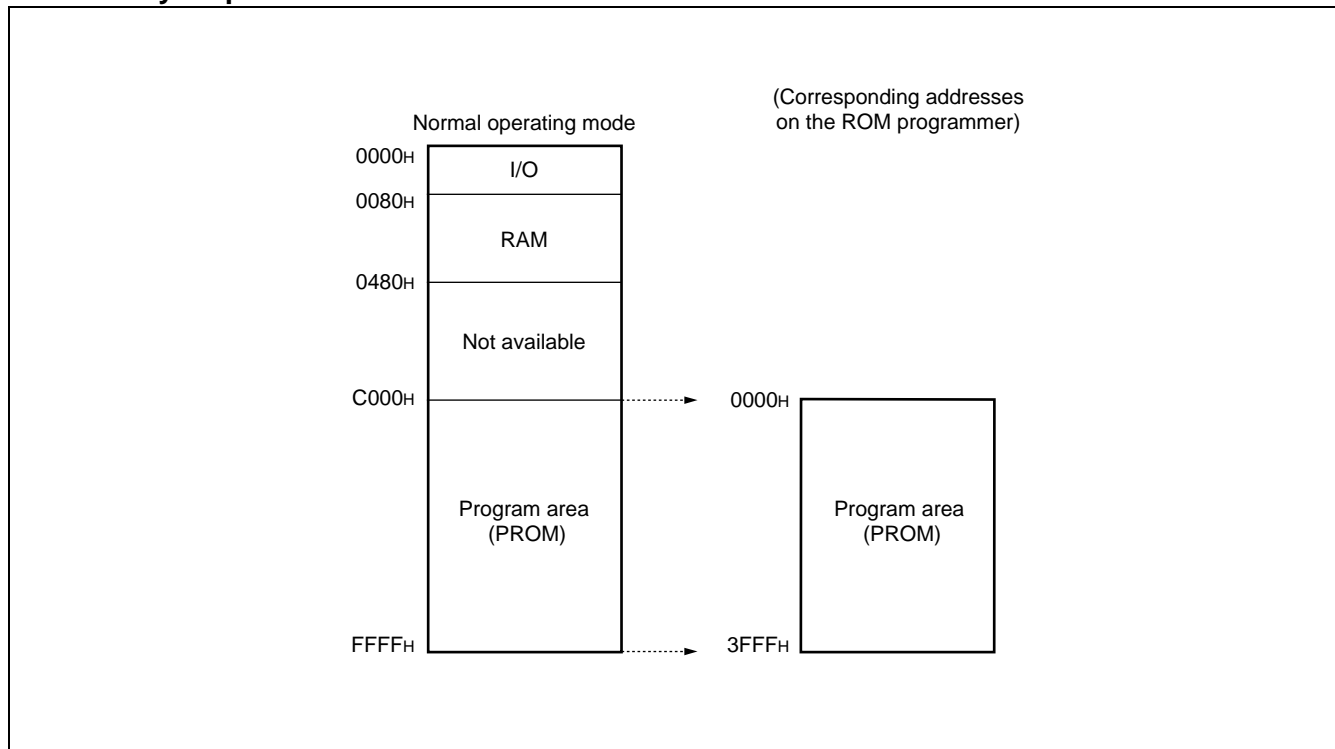 (Corresponding addresses
on the ROM programmer)
Normal operating mode
0000H
I/O
0080H
RAM
0480H
Not available
C000H
0000H
Program area
(PROM)
Program area
(PROM)
FFFFH
3FFFH